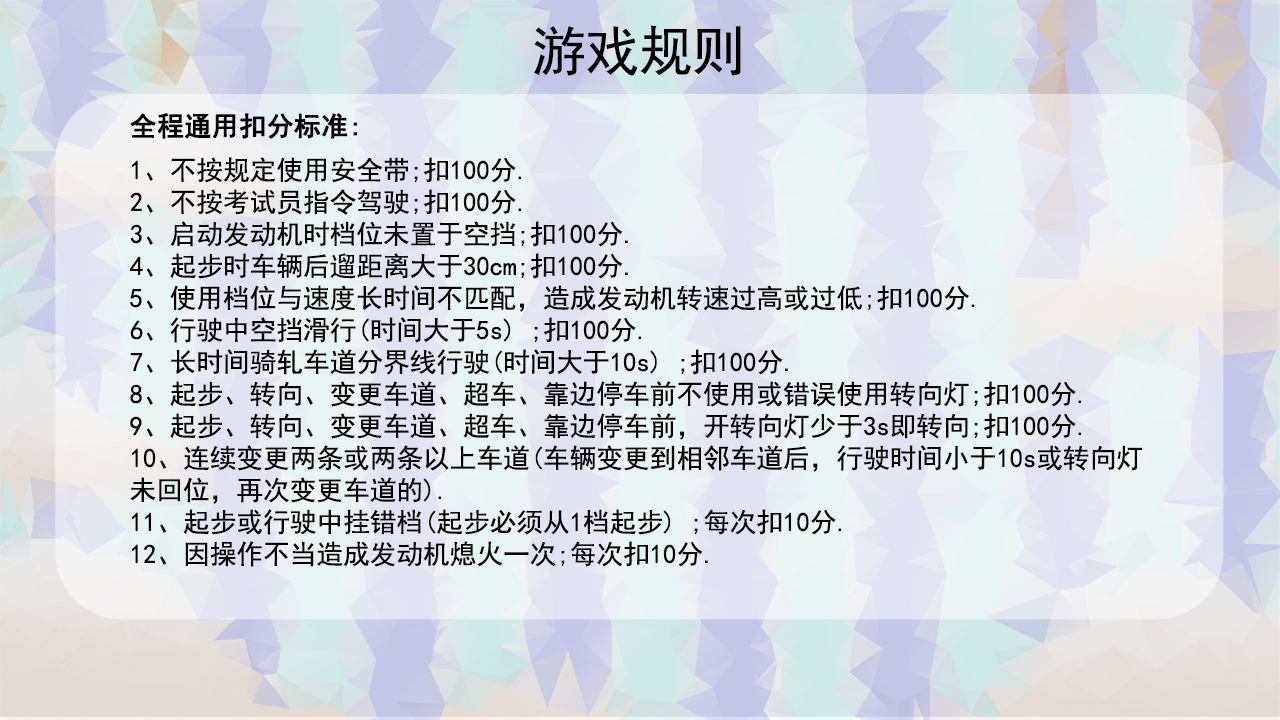 游戏规则
全程通用扣分标准:
1、不按规定使用安全带;扣100分.
2、不按考试员指令驾驶;扣100分.
3、启动发动机时档位未置于空挡;扣100分.
4、起步时车辆后遛距离大于30cm;扣100分.
5、使用档位与速度长时间不匹配，造成发动机转速过高或过低;扣100分.
6、行驶中空挡滑行(时间大于5s) ;扣100分.
7、长时间骑轧车道分界线行驶(时间大于10s) ;扣100分.
8、起步、转向、变更车道、超车、靠边停车前不使用或错误使用转向灯;扣100分.
9、起步、转向、变更车道、超车、靠边停车前，开转向灯少于3s即转向;扣100分.
10、连续变更两条或两条以上车道(车辆变更到相邻车道后，行驶时间小于10s或转向灯
未回位，再次变更车道的).
11、起步或行驶中挂错档(起步必须从1档起步) ;每次扣10分.
12、因操作不当造成发动机熄火一次;每次扣10分.